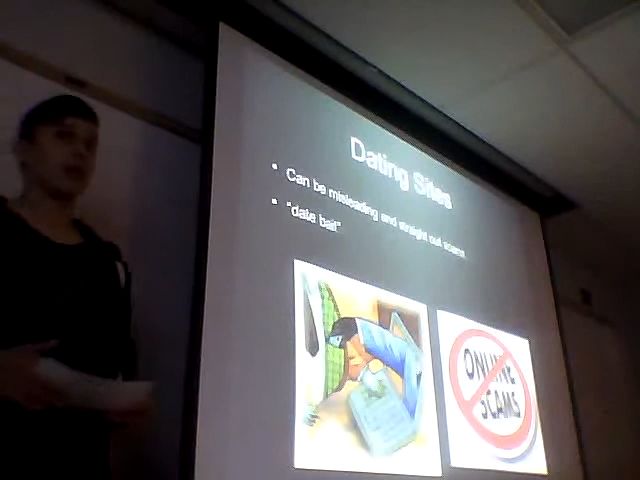 Dating Sites
• Can be misleading and straight out scams
• "date bait"
ONLINE
SCAMS